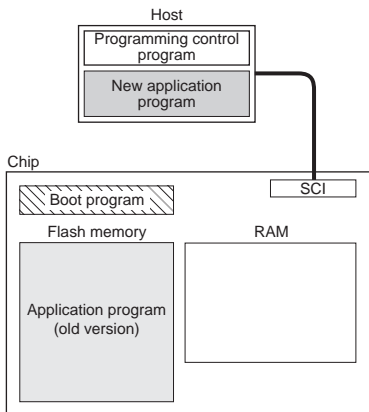 Host
Programming control
program
New application
program
Chip
SCI
Boot program
Flash memory
RAM
Application program
(old version)